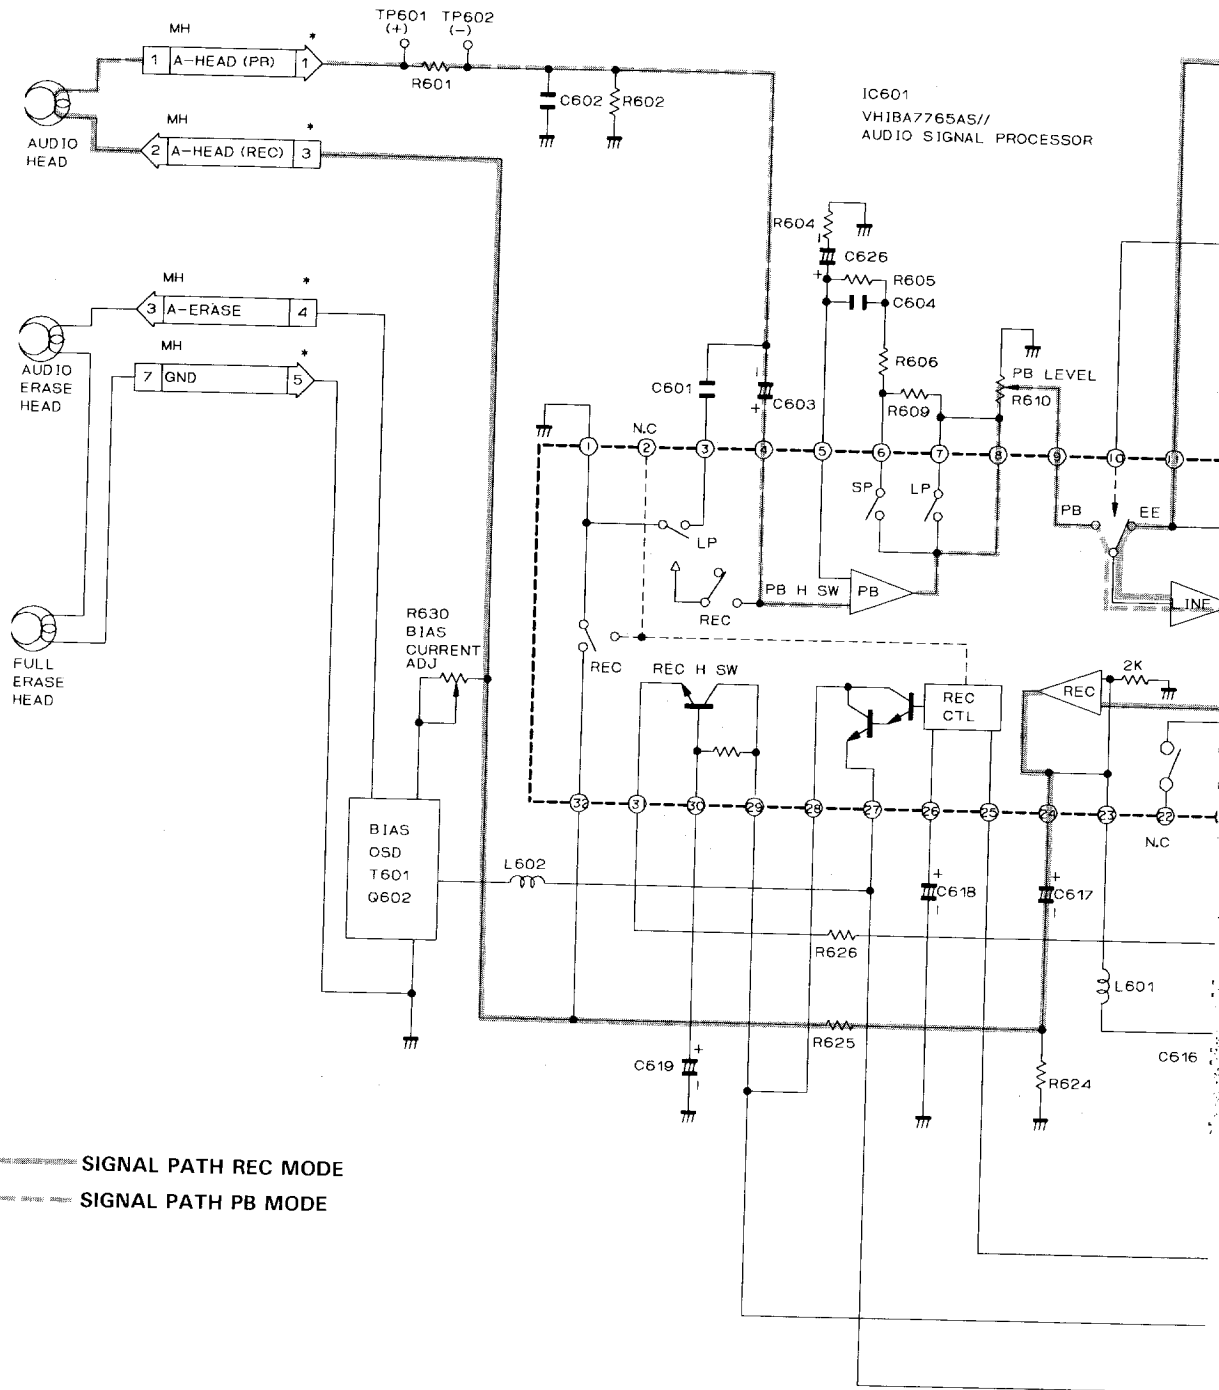 TP601 TP602
(+) (-)
MH *
1 A-HEAD (PB) 1
R601
C602 R602
IC601
VHIBA7765AS//
AUDIO SIGNAL PROCESSOR
AUDIO
HEAD
MH *
2 A-HEAD (REC) 3
R604
C626
+
R605
C604
MH *
3 A-ERASE 4
MH *
7 GND 5
AUDIO
ERASE
HEAD
R606
R609
PB LEVEL
R610
C601
C603
+
N.C
1 2 3 4 5 6 7 8 9 10 11
SP LP
PB EE
LP
REC
PB H SW
PB
LINE
REC
R630
BIAS
CURRENT
ADJ
FULL
ERASE
HEAD
REC H SW
REC
CTL
REC
2K
32 31 30 29 28 27 26 25 24 23 22
N.C
BIAS
OSD
T601
Q602
L602
+
C618
+
C617
R626
L601
R625
C616
C619
+
R624
SIGNAL PATH REC MODE
SIGNAL PATH PB MODE